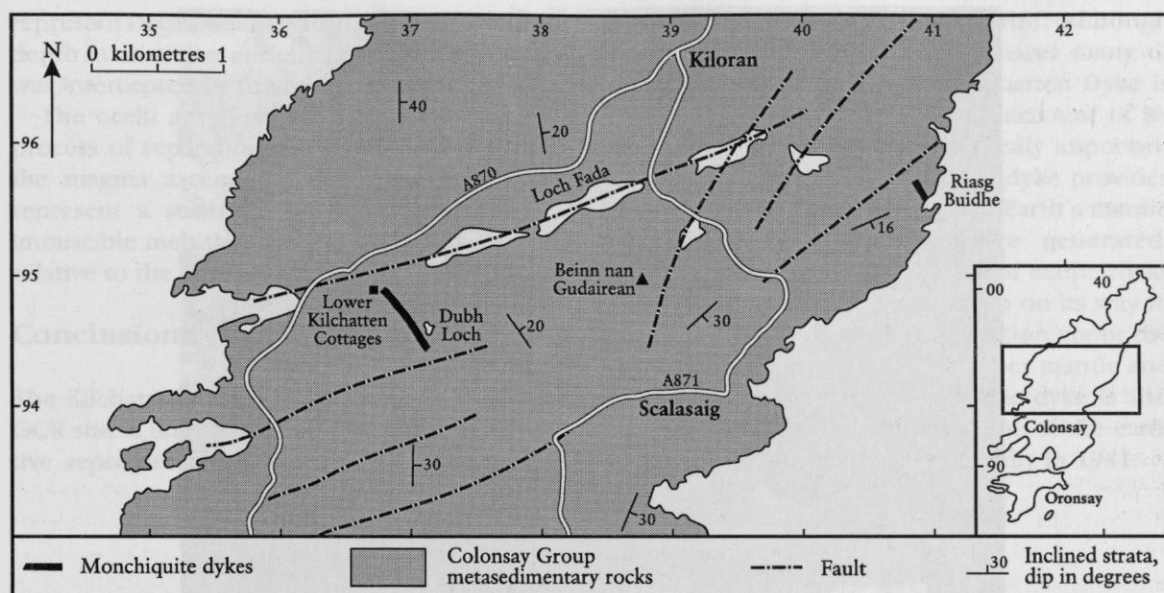 35
36
37
38
39
40
41
42
N
0 kilometres 1
Kiloran
40
20
96
A870
Loch Fada
Riasg
Buidhe
16
95
Beinn nan
Gudairean
Lower
Kilchattan
Cottages
Dubh
Loch
20
30
00
40
A871
94
Scalasaig
Colonsay
30
90
Oronsay
30
Monchiquite dykes
Colonsay Group
metasedimentary rocks
Fault
30
Inclined strata,
dip in degrees
Conclusions